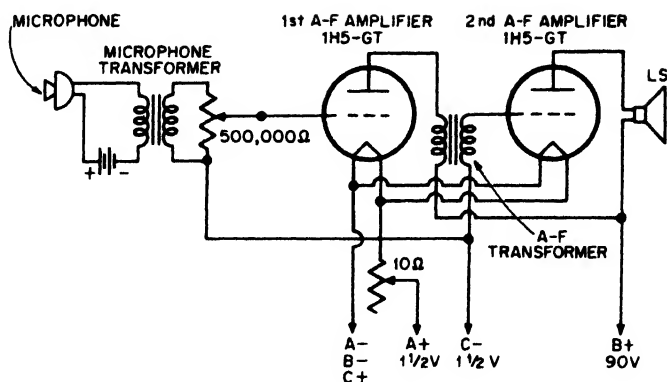 MICROPHONE
MICROPHONE
TRANSFORMER
1ST A-F AMPLIFIER
1H5-GT
2ND A-F AMPLIFIER
1H5-GT
LS
+ -
500,000Ω
A-F
TRANSFORMER
10Ω
A-
B-
C+
A+
1½V
C-
1½V
B+
90V